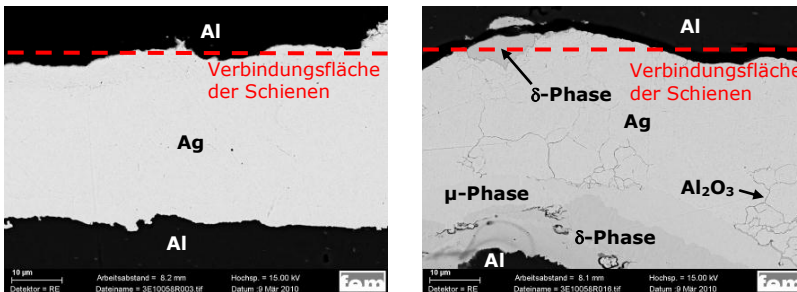 Al
Verbindungsfläche
der Schienen
Ag
Al
10 µm
Arbeitsabstand = 8.2 mm
Hochsp. = 15.00 kV
Detektor = RE
Dateiname = 3E10058R003.tif
Datum :9 Mär 2010
fem
Al
δ-Phase
Verbindungsfläche
der Schienen
Ag
µ-Phase
Al₂O₃
δ-Phase
Al
10 µm
Arbeitsabstand = 8.1 mm
Hochsp. = 15.00 kV
Detektor = RE
Dateiname = 3E10058R016.tif
Datum :9 Mär 2010
fem